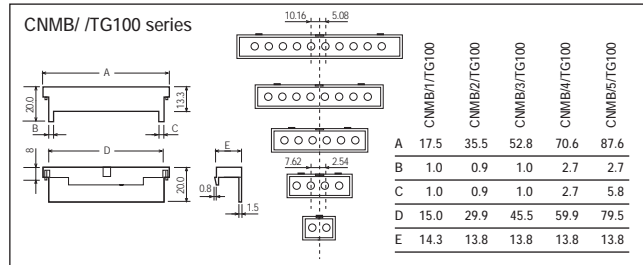 CNMB/ /TG100 series
10.16
5.08
A
20.0
13.3
B
C
D
E
8
20.0
0.8
1.5
7.62
2.54
CNMB/1/TG100
CNMB/2/TG100
CNMB/3/TG100
CNMB/4/TG100
CNMB/5/TG100
A 17.5 35.5 52.8 70.6 87.6
B 1.0 0.9 1.0 2.7 2.7
C 1.0 0.9 1.0 2.7 5.8
D 15.0 29.9 45.5 59.9 79.5
E 14.3 13.8 13.8 13.8 13.8